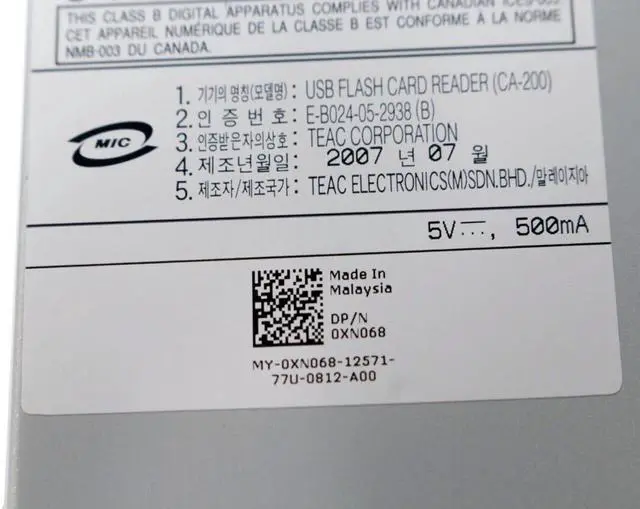 THIS CLASS B DIGITAL APPARATUS COMPLIES WITH CANADIAN ICES-003
CET APPAREIL NUMÉRIQUE DE LA CLASSE B EST CONFORME À LA NORME
NMB-003 DU CANADA.
MIC
1. 기기의 명칭(모델명) : USB FLASH CARD READER (CA-200)
2. 인 증 번 호 : E-B024-05-2938 (B)
3. 인증받은자의상호 : TEAC CORPORATION
4. 제조년월일 : 2007 년 07 월
5. 제조자/제조국가 : TEAC ELECTRONICS(M)SDN.BHD./말레이지아
5V⎓, 500mA
Made In
Malaysia
DP/N
0XN068
MY-0XN068-12571-
77U-0812-A00